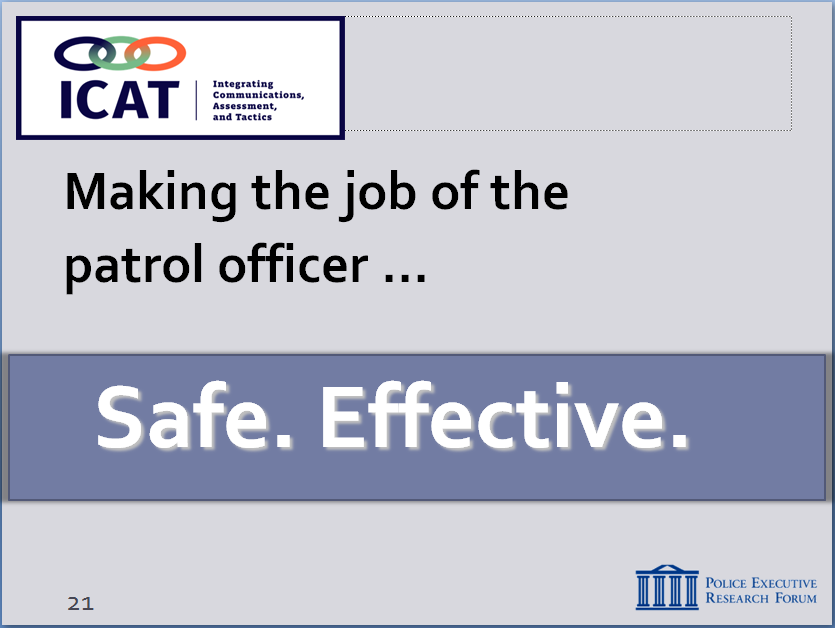 ICAT
Integrating
Communications,
Assessment,
and Tactics
Making the job of the
patrol officer ...
Safe. Effective.
21
POLICE EXECUTIVE
RESEARCH FORUM